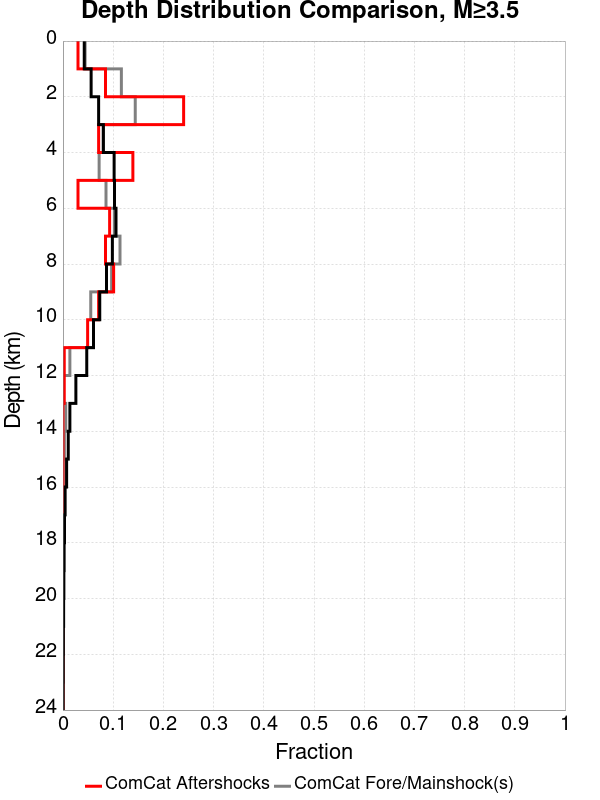 Depth Distribution Comparison, M≥3.5
0
2
4
6
8
10
12
14
16
18
20
22
24
Depth (km)
0 0.1 0.2 0.3 0.4 0.5 0.6 0.7 0.8 0.9 1
Fraction
ComCat Aftershocks ComCat Fore/Mainshock(s)